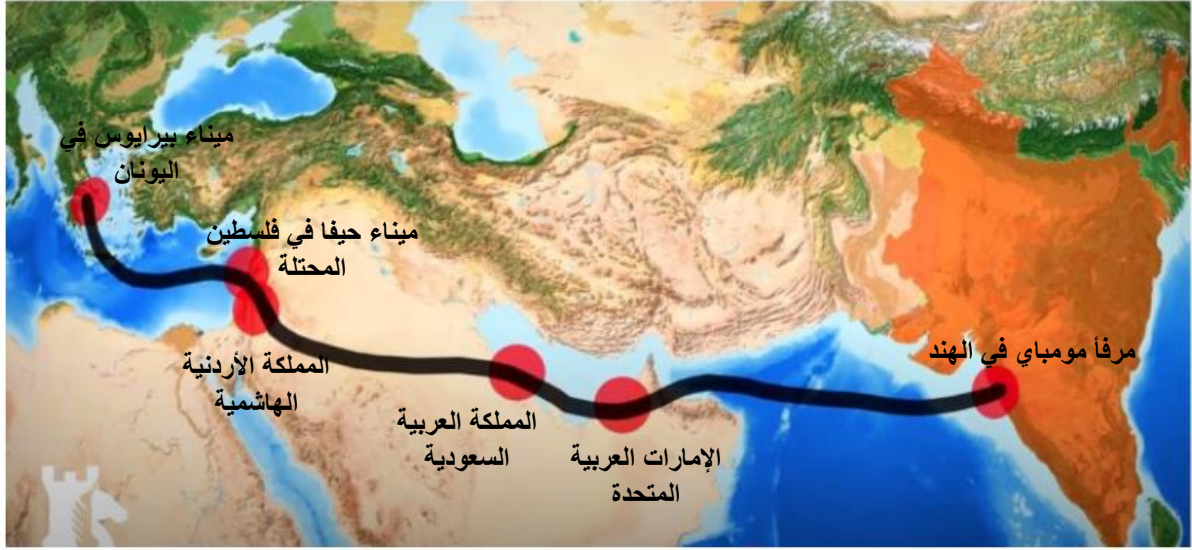 ميناء بيرايوس في
اليونان
ميناء حيفا في فلسطين
المحتلة
المملكة الأردنية
الهاشمية
المملكة العربية
السعودية
الإمارات العربية
المتحدة
مرفأ مومباي في الهند